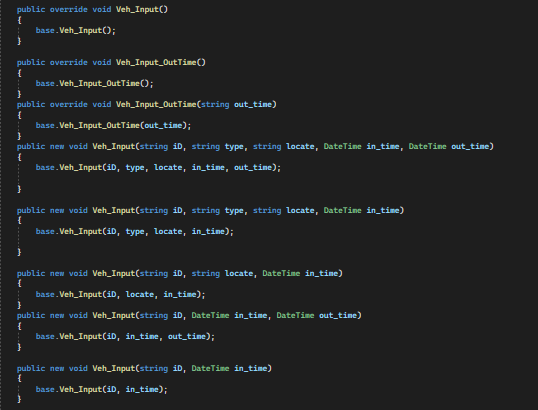 public override void Veh_Input()
{
base.Veh_Input();
}
public override void Veh_Input_OutTime()
{
base.Veh_Input_OutTime();
}
public override void Veh_Input_OutTime(string out_time)
{
base.Veh_Input_OutTime(out_time);
}
public new void Veh_Input(string iD, string type, string locate, DateTime in_time, DateTime out_time)
{
base.Veh_Input(iD, type, locate, in_time, out_time);
}
public new void Veh_Input(string iD, string type, string locate, DateTime in_time)
{
base.Veh_Input(iD, type, locate, in_time);
}
public new void Veh_Input(string iD, string locate, DateTime in_time)
{
base.Veh_Input(iD, locate, in_time);
}
public new void Veh_Input(string iD, DateTime in_time, DateTime out_time)
{
base.Veh_Input(iD, in_time, out_time);
}
public new void Veh_Input(string iD, DateTime in_time)
{
base.Veh_Input(iD, in_time);
}